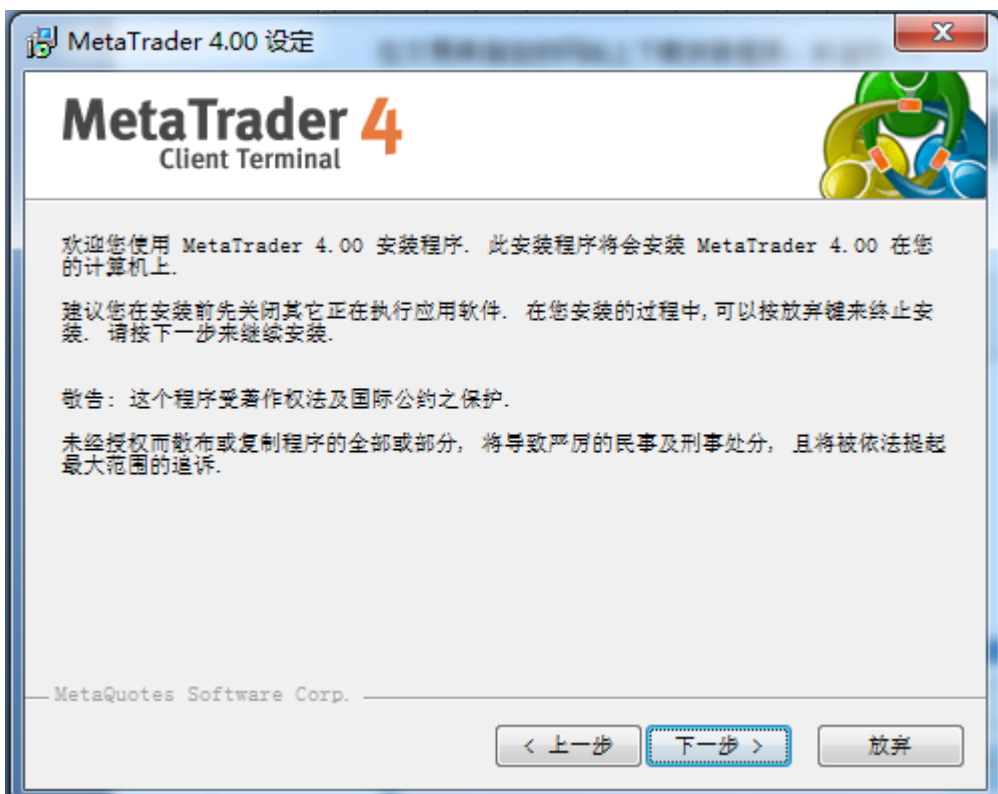 MetaTrader 4.00 设定
MetaTrader 4
Client Terminal
欢迎您使用 MetaTrader 4.00 安装程序. 此安装程序将会安装 MetaTrader 4.00 在您
的计算机上.
建议您在安装前先关闭其它正在执行应用软件. 在您安装的过程中,可以按放弃键来终止安
装. 请按下一步来继续安装.
敬告: 这个程序受著作权法及国际公约之保护.
未经授权而散布或复制程序的全部或部分, 将导致严厉的民事及刑事处分, 且将被依法提起
最大范围的追诉.
MetaQuotes Software Corp.
< 上一步
下一步 >
放弃